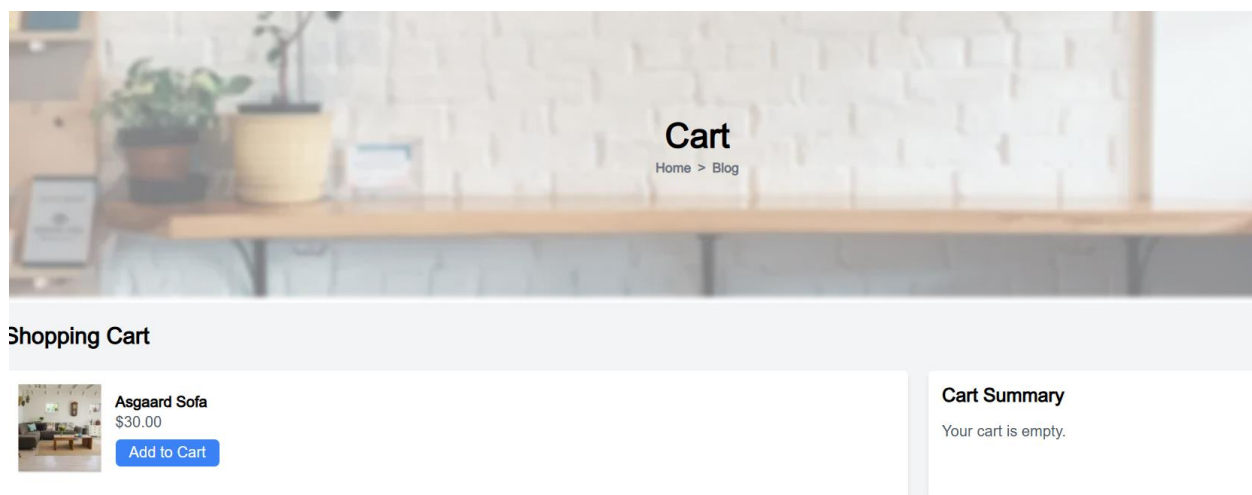 Cart
Home > Blog
Shopping Cart
Asgaard Sofa
$30.00
Add to Cart
Cart Summary
Your cart is empty.